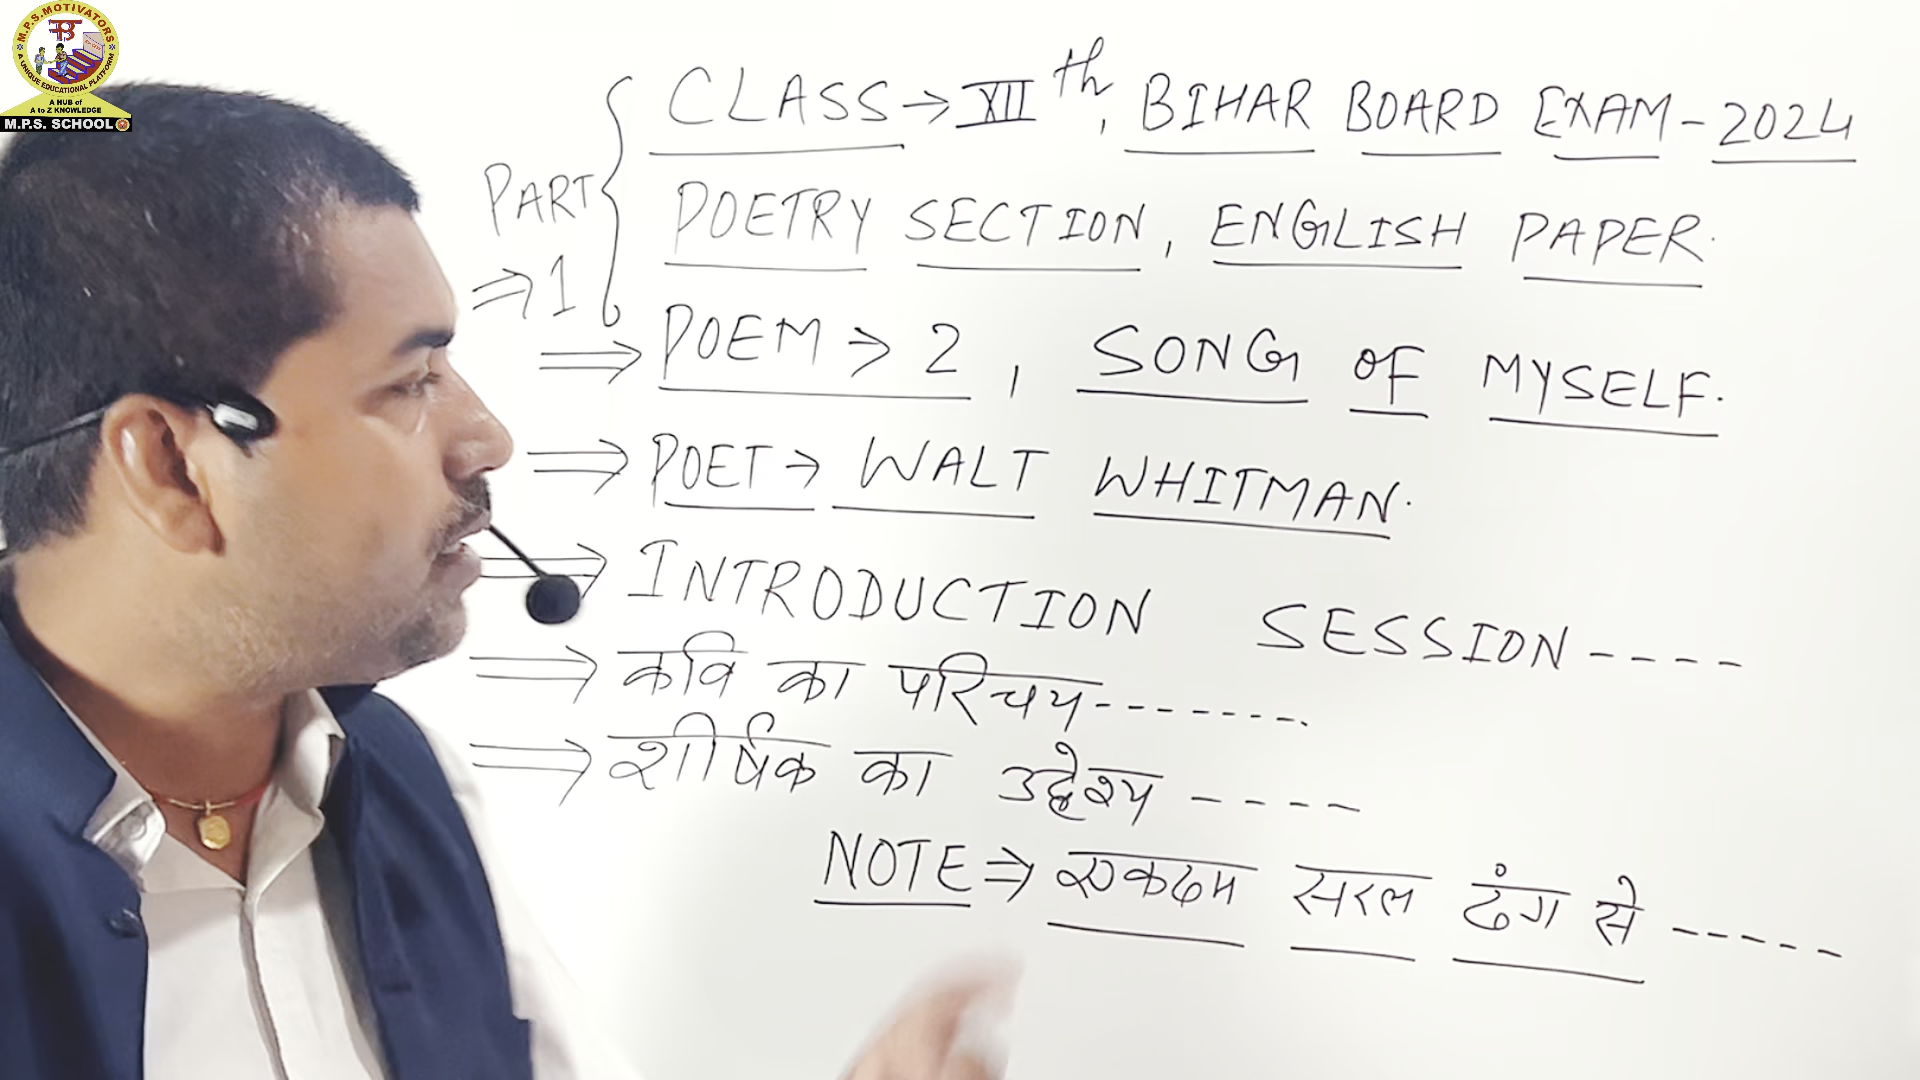 M.P.S. MOTIVATORS
A UNIQUE EDUCATIONAL PLATFORM
A HUB of
A to Z KNOWLEDGE
M.P.S. SCHOOL
PART
⇒ 1
CLASS → XIIth, BIHAR BOARD EXAM - 2024
POETRY SECTION, ENGLISH PAPER.
⇒ POEM → 2, SONG OF MYSELF.
⇒ POET → WALT WHITMAN.
⇒ INTRODUCTION SESSION ----
⇒ कवि का परिचय -------
⇒ शीर्षक का उद्देश्य ----
NOTE ⇒ एकदम सरल ढंग से -----